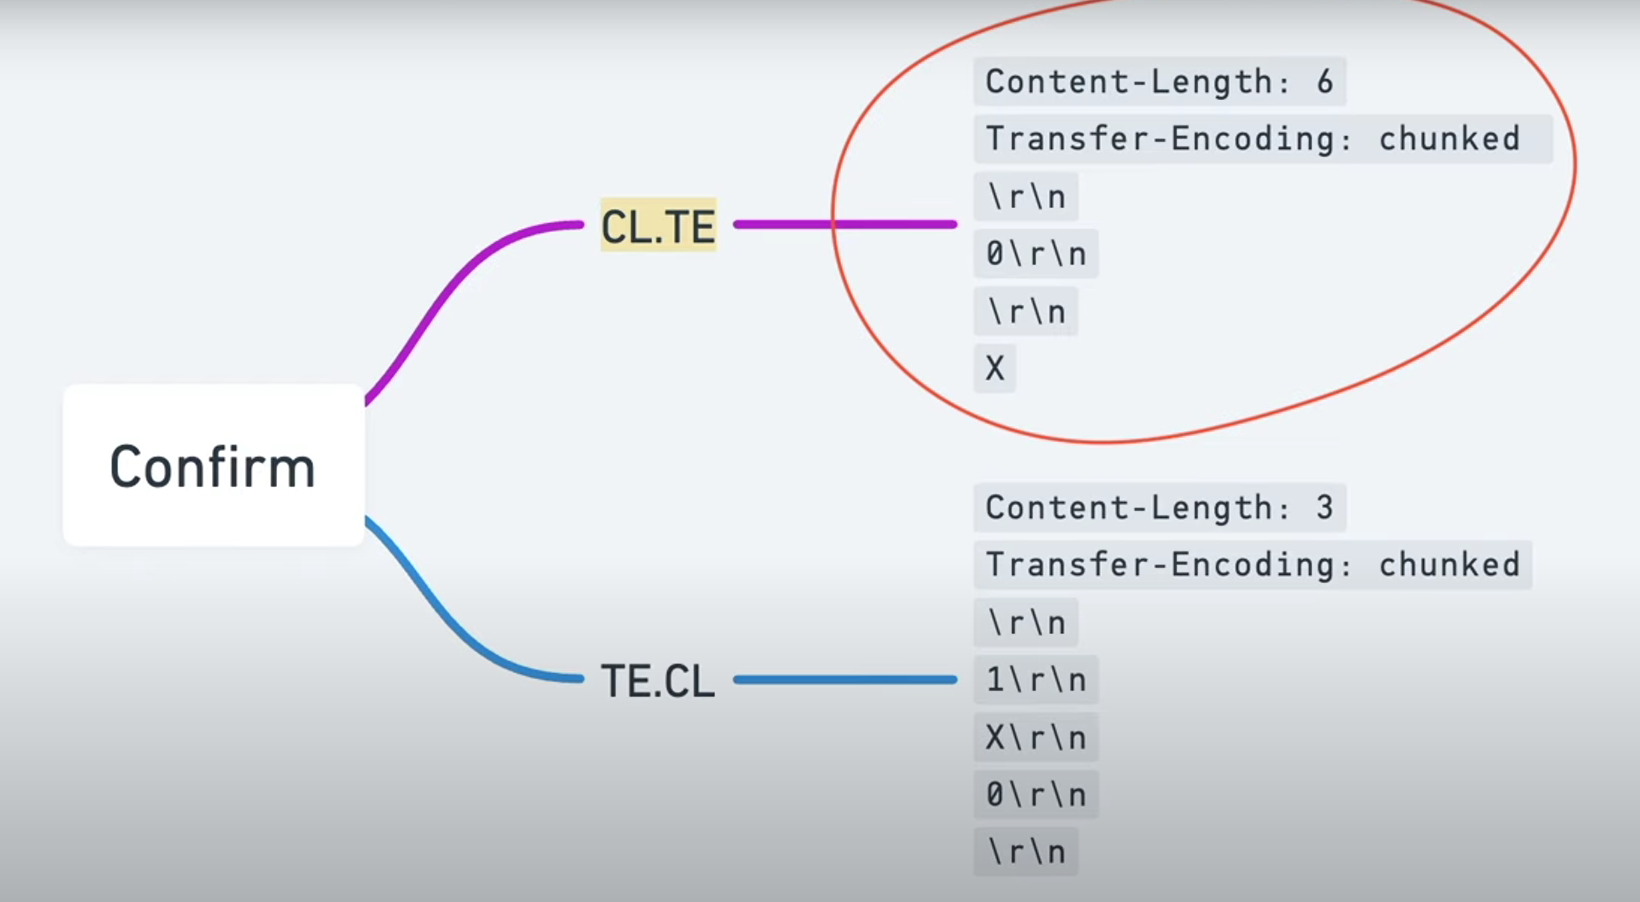 Confirm
CL.TE
Content-Length: 6
Transfer-Encoding: chunked
\r\n
0\r\n
\r\n
X
TE.CL
Content-Length: 3
Transfer-Encoding: chunked
\r\n
1\r\n
X\r\n
0\r\n
\r\n